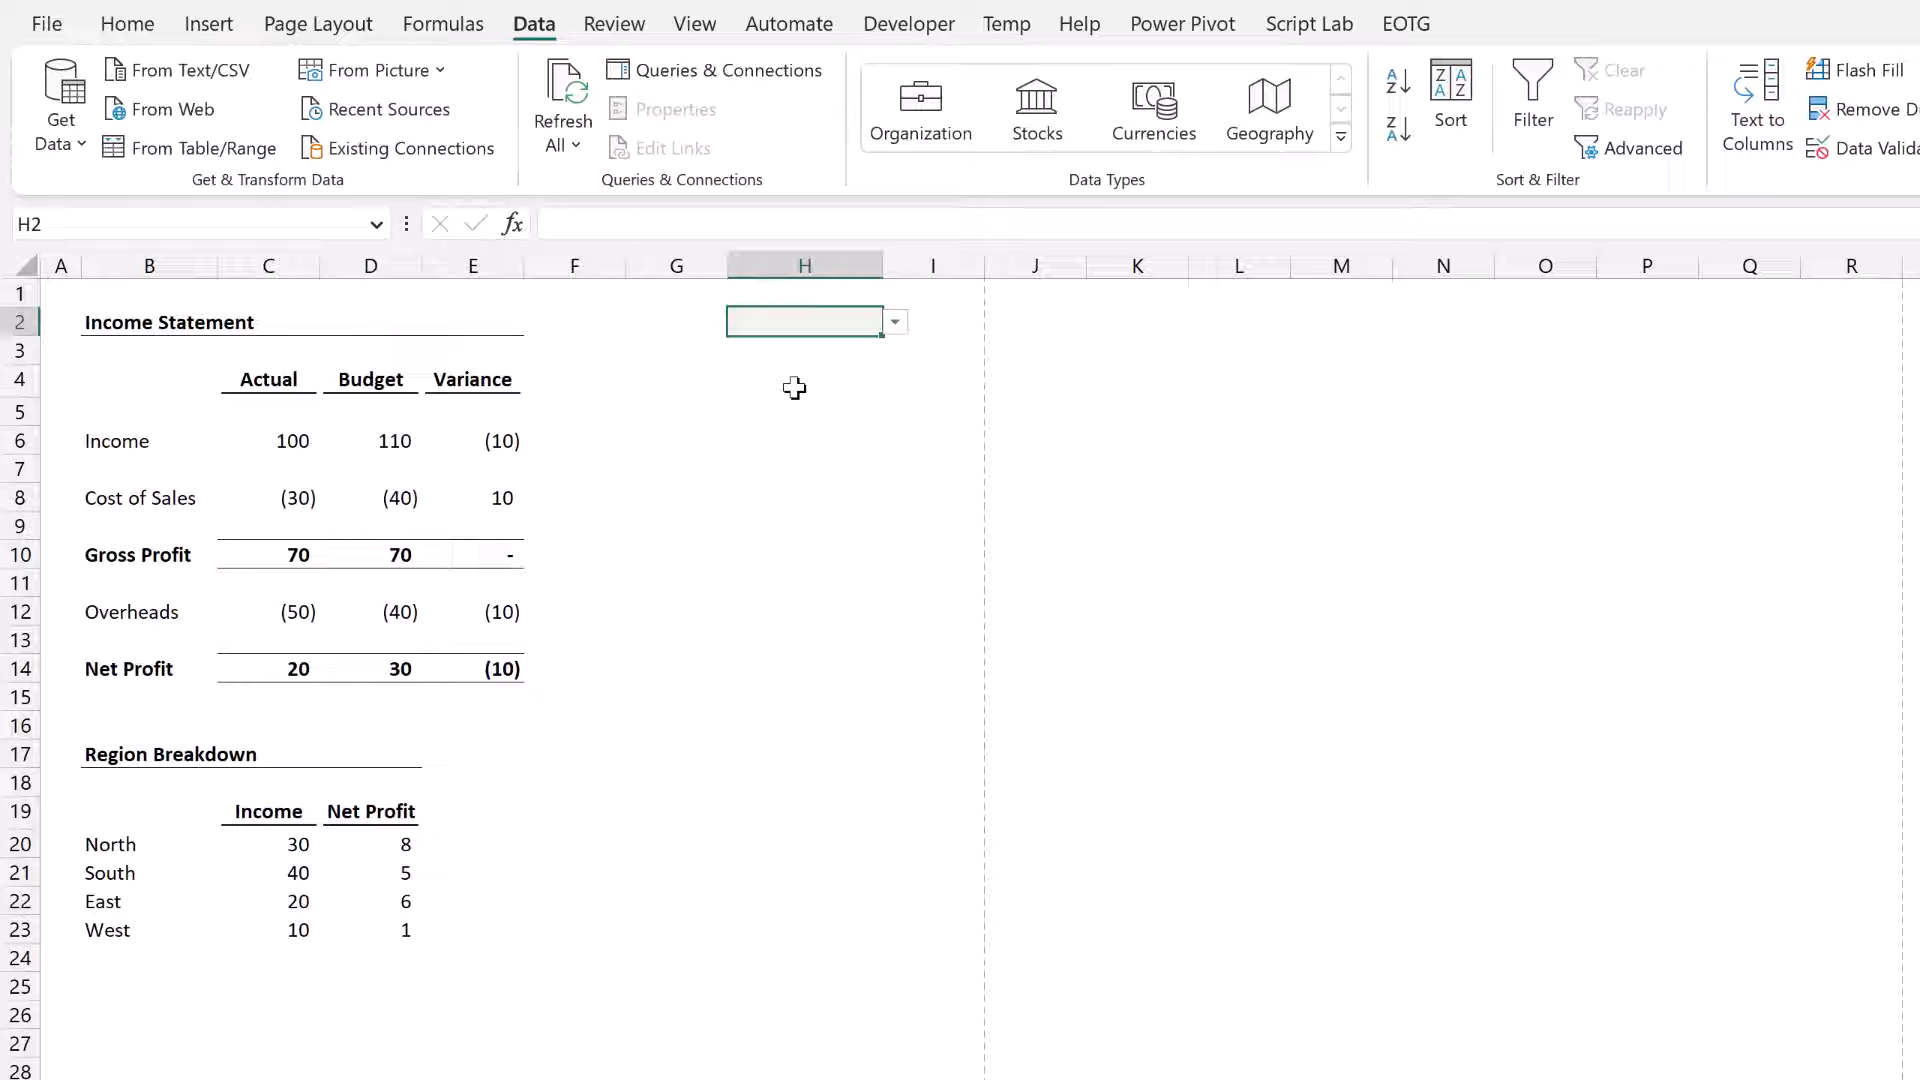 File Home Insert Page Layout Formulas Data Review View Automate Developer Temp Help Power Pivot Script Lab EOTG
Get Data
From Text/CSV
From Web
From Table/Range
From Picture
Recent Sources
Existing Connections
Get & Transform Data
Refresh All
Queries & Connections
Properties
Edit Links
Queries & Connections
Organization Stocks Currencies Geography
Data Types
Sort
Filter
Clear
Reapply
Advanced
Sort & Filter
Text to Columns
Flash Fill
Remove Du
Data Valida
H2 fx
A B C D E F G H I J K L M N O P Q R
1
2 Income Statement
3
4 Actual Budget Variance
5
6 Income 100 110 (10)
7
8 Cost of Sales (30) (40) 10
9
10 Gross Profit 70 70 -
11
12 Overheads (50) (40) (10)
13
14 Net Profit 20 30 (10)
15
16
17 Region Breakdown
18
19 Income Net Profit
20 North 30 8
21 South 40 5
22 East 20 6
23 West 10 1
24
25
26
27
28